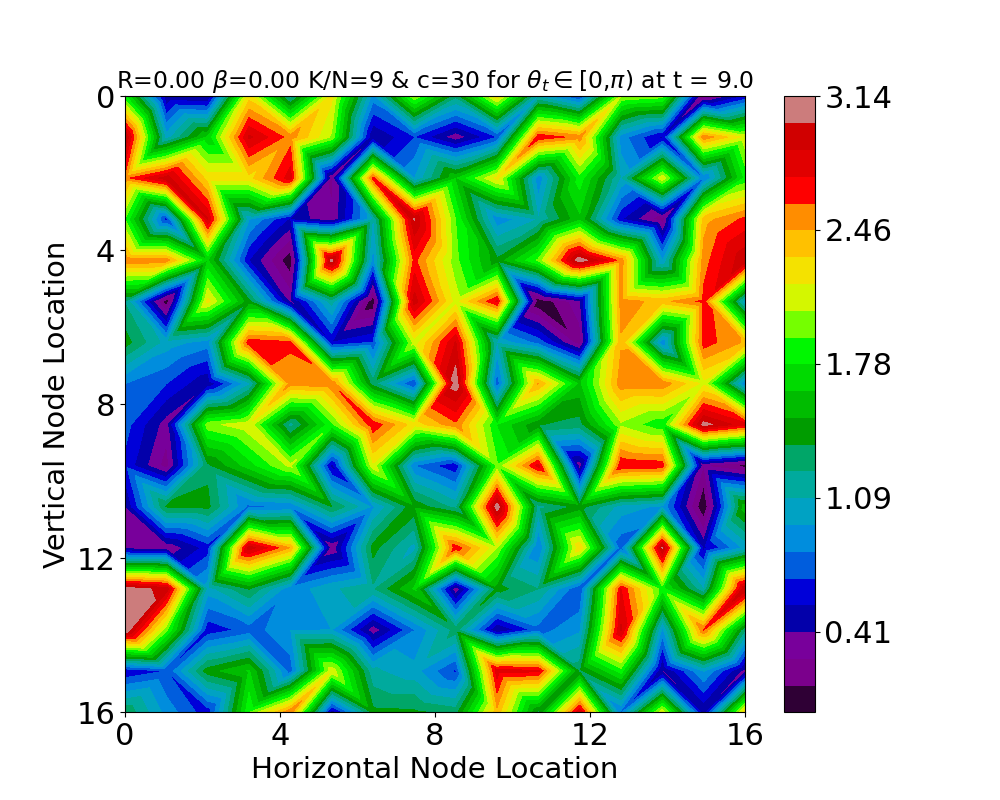 R=0.00 β=0.00 K/N=9 & c=30 for θₜ∈[0,π) at t = 9.0
0
4
8
12
16
Vertical Node Location
0 4 8 12 16
Horizontal Node Location
3.14
2.46
1.78
1.09
0.41